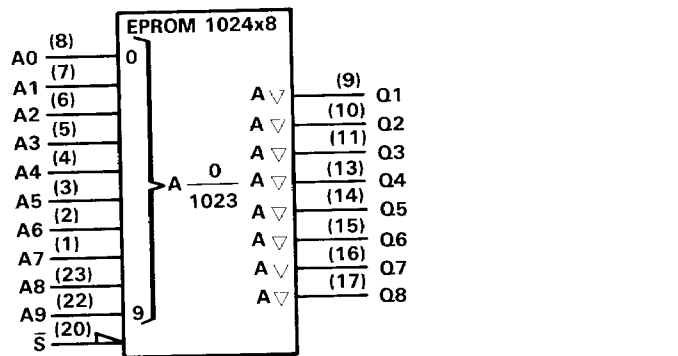 EPROM 1024x8
A0 (8) 0
A1 (7)
A2 (6)
A3 (5)
A4 (4)
A5 (3)
A6 (2)
A7 (1)
A8 (23)
A9 (22) 9
S̅ (20)
A 0/1023
A ▽ (9) Q1
A ▽ (10) Q2
A ▽ (11) Q3
A ▽ (13) Q4
A ▽ (14) Q5
A ▽ (15) Q6
A ▽ (16) Q7
A ▽ (17) Q8